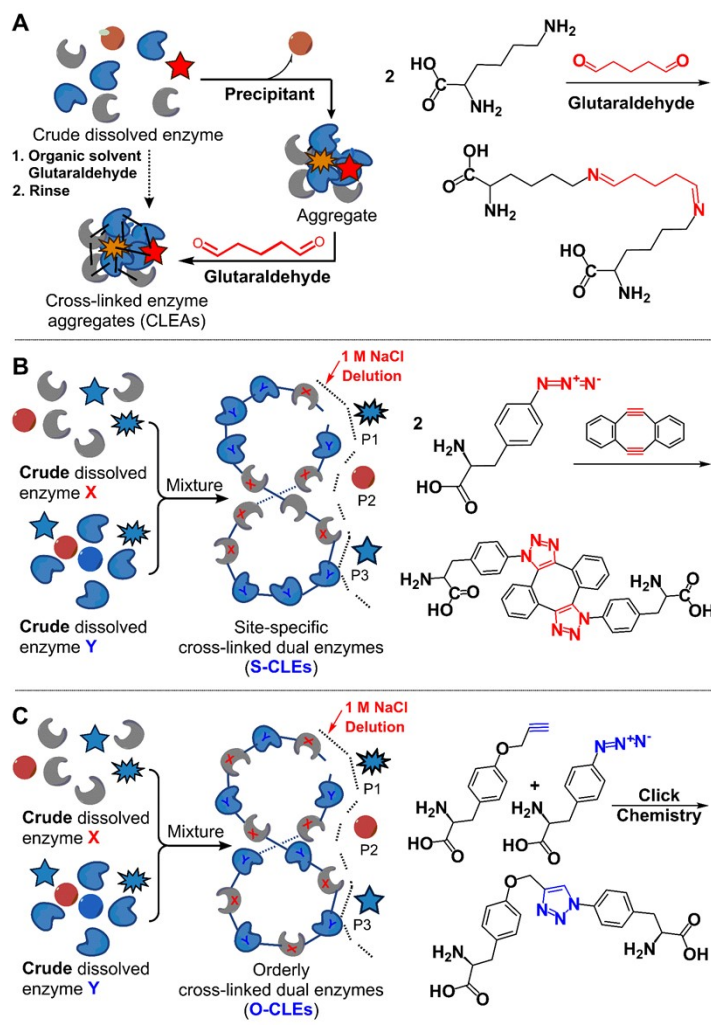 A
Crude dissolved enzyme
Precipitant
1. Organic solvent
Glutaraldehyde
2. Rinse
Aggregate
O
O
Glutaraldehyde
Cross-linked enzyme
aggregates (CLEAs)
2
NH2
OH
C
O
NH2
O
O
Glutaraldehyde
OH
C
O
NH2
N
N
OH
C
O
NH2
B
Crude dissolved
enzyme X
Crude dissolved
enzyme Y
Mixture
1 M NaCl
Delution
X
Y
Y
Y
Y
Y
X
X
X
X
X
Y
Y
Y
P1
P2
P3
Site-specific
cross-linked dual enzymes
(S-CLEs)
2
N=N+=N-
H2N
HO
O
N
N
N
H2N
C
O
HO
N
N
N
H2N
C
O
OH
C
Crude dissolved
enzyme X
Crude dissolved
enzyme Y
Mixture
1 M NaCl
Delution
X
Y
Y
X
X
Y
X
X
Y
Y
Y
X
X
Y
X
Y
P1
P2
P3
Orderly
cross-linked dual enzymes
(O-CLEs)
O
H2N
HO
O
+
N=N+N-
H2N
HO
O
Click
Chemistry
O
N
N
N
H2N
HO
O
O
OH
H2N